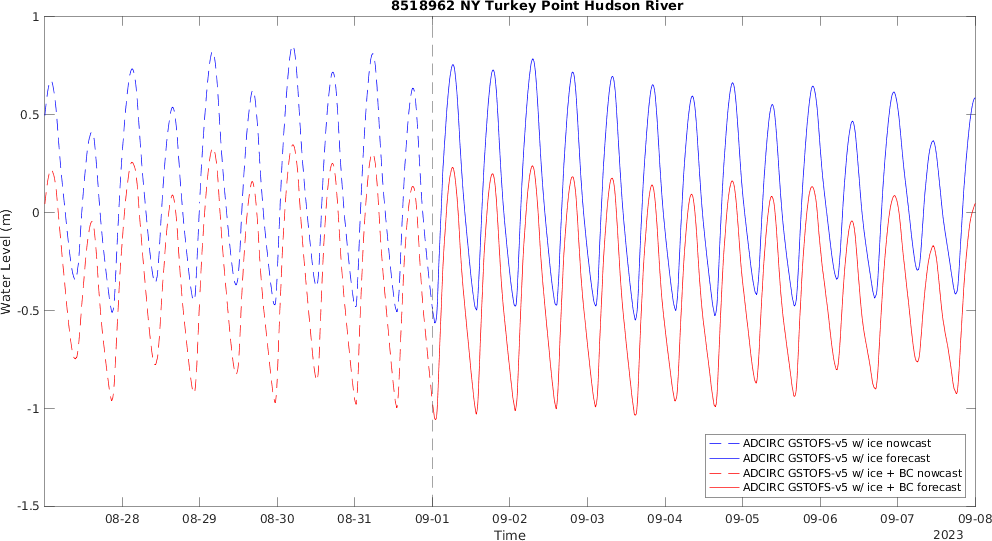 8518962 NY Turkey Point Hudson River
1
0.5
0
-0.5
-1
-1.5
Water Level (m)
ADCIRC GSTOFS-v5 w/ ice nowcast
ADCIRC GSTOFS-v5 w/ ice forecast
ADCIRC GSTOFS-v5 w/ ice + BC nowcast
ADCIRC GSTOFS-v5 w/ ice + BC forecast
08-28 08-29 08-30 08-31 09-01 09-02 09-03 09-04 09-05 09-06 09-07 09-08
Time
2023